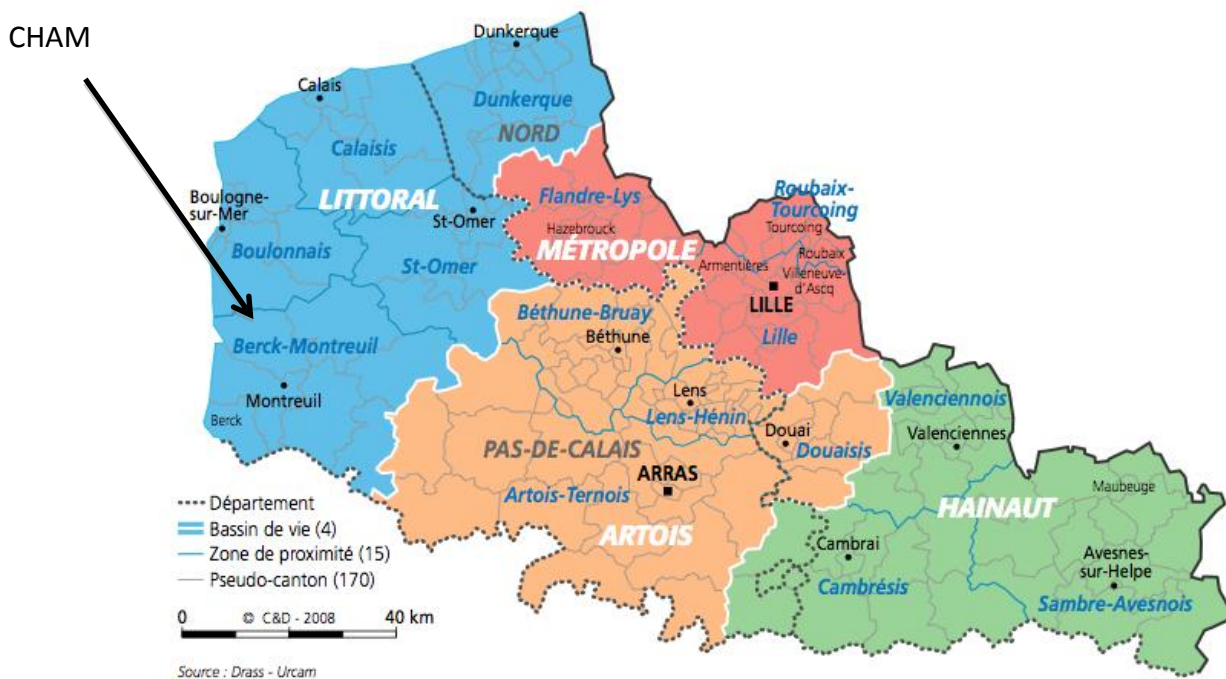 CHAM
Dunkerque
Calais
Dunkerque
NORD
Calaisis
Boulogne-
sur-Mer
LITTORAL
St-Omer
Flandre-Lys
Roubaix-
Tourcoing
Tourcoing
Hazebrouck
MÉTROPOLE
Roubaix
Armentières
Villeneuve-
d'Ascq
Boulonnais
St-Omer
LILLE
Lille
Béthune-Bruay
Béthune
Berck-Montreuil
Montreuil
Berck
Lens
Lens-Hénin
Valenciennois
Douai
Douaisis
Valenciennes
PAS-DE-CALAIS
ARRAS
Artois-Ternois
ARTOIS
Maubeuge
HAINAUT
Cambrai
Cambrésis
Avesnes-
sur-Helpe
Sambre-Avesnois
Département
Bassin de vie (4)
Zone de proximité (15)
Pseudo-canton (170)
0 © C&D - 2008 40 km
Source : Drass - Urcam